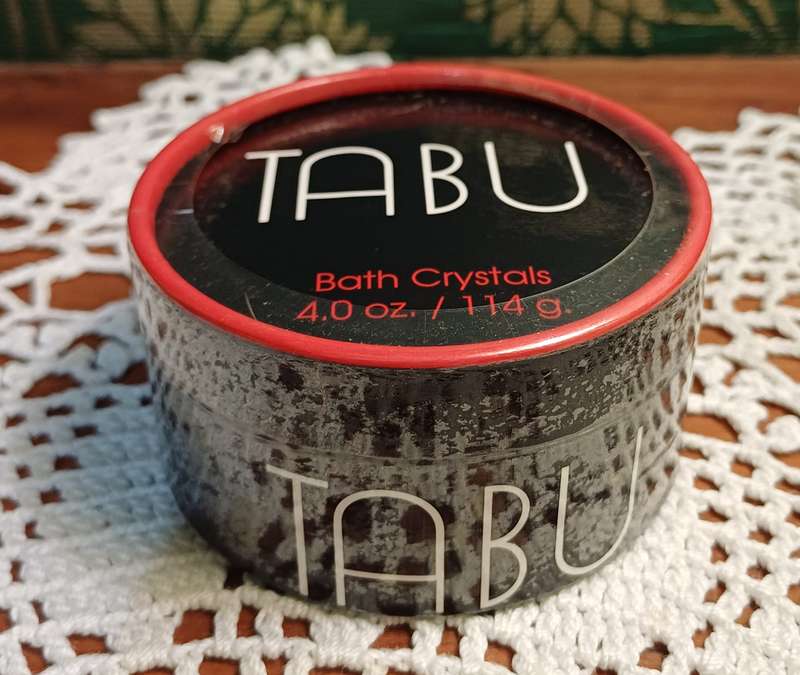 TABU
Bath Crystals
4.0 oz. / 114 g.
TABU